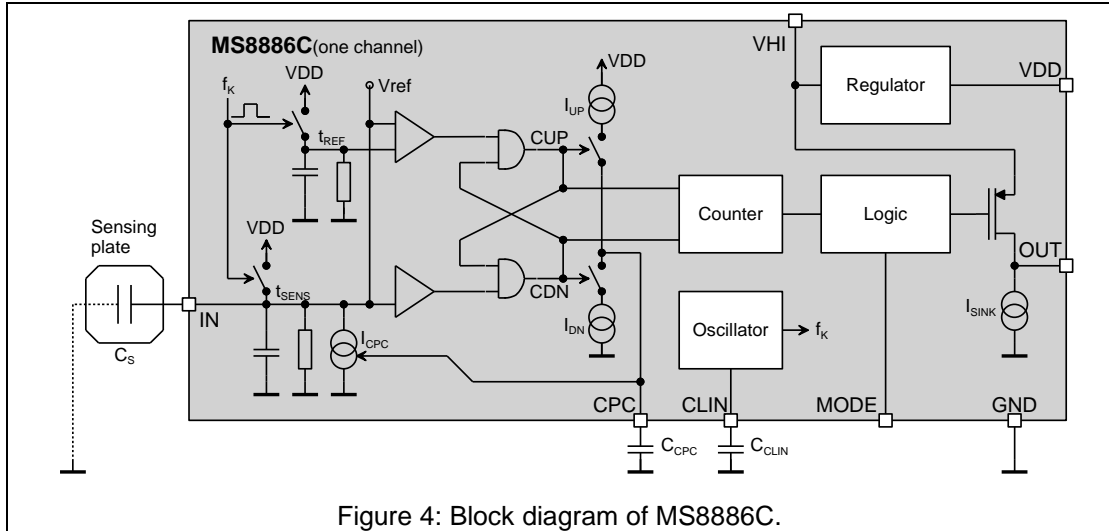 MS8886C(one channel)
VHI
VDD
fK
Vref
VDD
IUP
Regulator
VDD
tREF
CUP
Counter
Logic
Sensing
plate
VDD
tSENS
IN
CS
ICPC
CDN
IDN
Oscillator
fK
OUT
ISINK
CPC
CLIN
MODE
GND
CCPC
CCLIN
Figure 4: Block diagram of MS8886C.